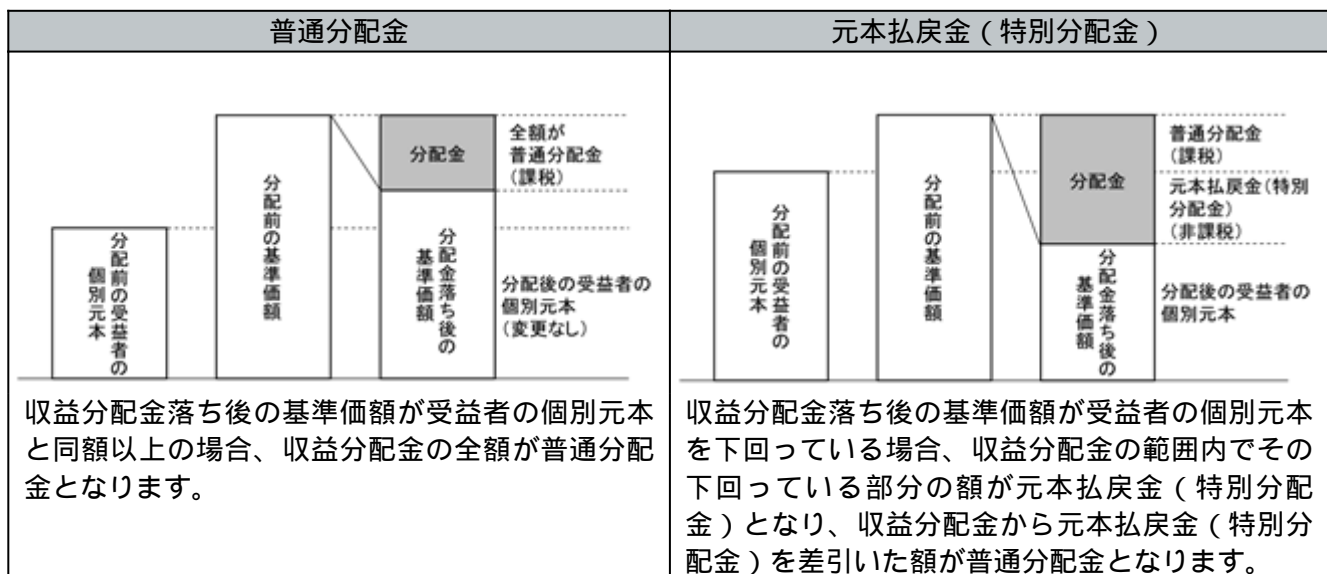 普通分配金
分配前の受益者の
個別元本
分配前の基準価額
分配金
分配金落ち後の
基準価額
全額が
普通分配金
(課税)
分配後の受益者の
個別元本
(変更なし)
収益分配金落ち後の基準価額が受益者の個別元本
と同額以上の場合、収益分配金の全額が普通分配
金となります。
元本払戻金(特別分配金)
分配前の受益者の
個別元本
分配前の基準価額
分配金
分配金落ち後の
基準価額
普通分配金
(課税)
元本払戻金(特別
分配金)
(非課税)
分配後の受益者の
個別元本
収益分配金落ち後の基準価額が受益者の個別元本
を下回っている場合、収益分配金の範囲内でその
下回っている部分の額が元本払戻金(特別分配
金)となり、収益分配金から元本払戻金(特別分
配金)を差引いた額が普通分配金となります。